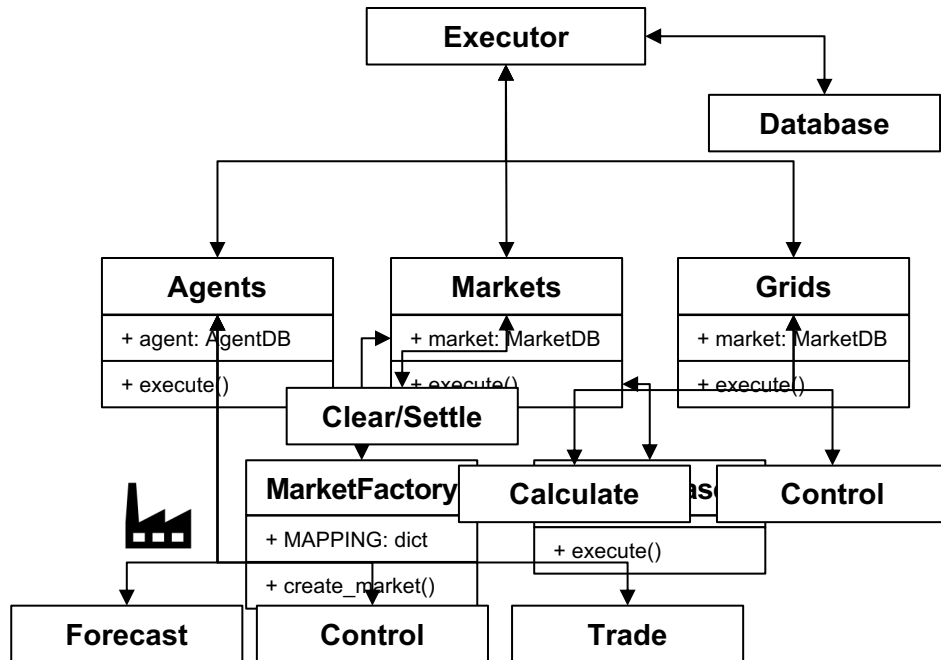 Executor
Database
Agents
+ agent: AgentDB
+ execute()
Markets
+ market: MarketDB
+ execute()
Grids
+ market: MarketDB
+ execute()
Clear/Settle
MarketFactory
+ MAPPING: dict
+ create_market()
Calculate
+ execute()
Control
Forecast
Control
Trade